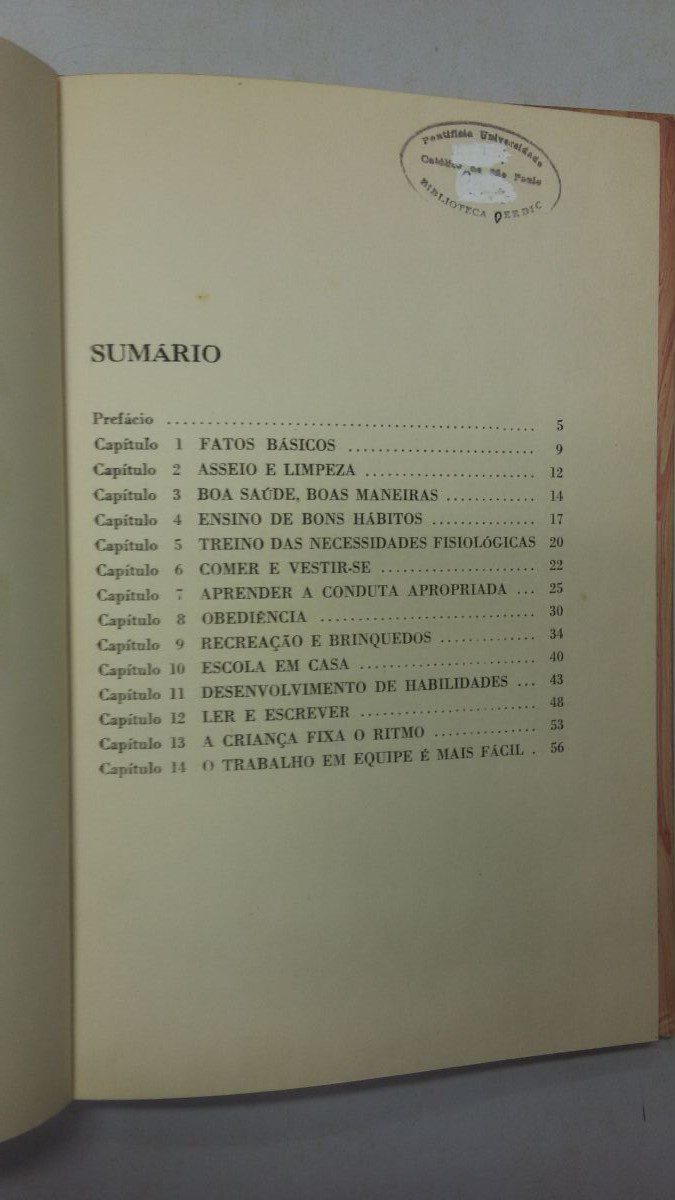 Pontifícia Universidade
Católica de São Paulo
BIBLIOTECA DERDIC
SUMÁRIO
Prefácio ............................................. 5
Capítulo 1 FATOS BÁSICOS ........................ 9
Capítulo 2 ASSEIO E LIMPEZA ...................... 12
Capítulo 3 BOA SAÚDE, BOAS MANEIRAS ............. 14
Capítulo 4 ENSINO DE BONS HÁBITOS ............... 17
Capítulo 5 TREINO DAS NECESSIDADES FISIOLÓGICAS 20
Capítulo 6 COMER E VESTIR-SE .................... 22
Capítulo 7 APRENDER A CONDUTA APROPRIADA ... 25
Capítulo 8 OBEDIÊNCIA ........................... 30
Capítulo 9 RECREAÇÃO E BRINQUEDOS ............. 34
Capítulo 10 ESCOLA EM CASA ...................... 40
Capítulo 11 DESENVOLVIMENTO DE HABILIDADES ... 43
Capítulo 12 LER E ESCREVER ...................... 48
Capítulo 13 A CRIANÇA FIXA O RITMO ............. 53
Capítulo 14 O TRABALHO EM EQUIPE É MAIS FÁCIL . 56